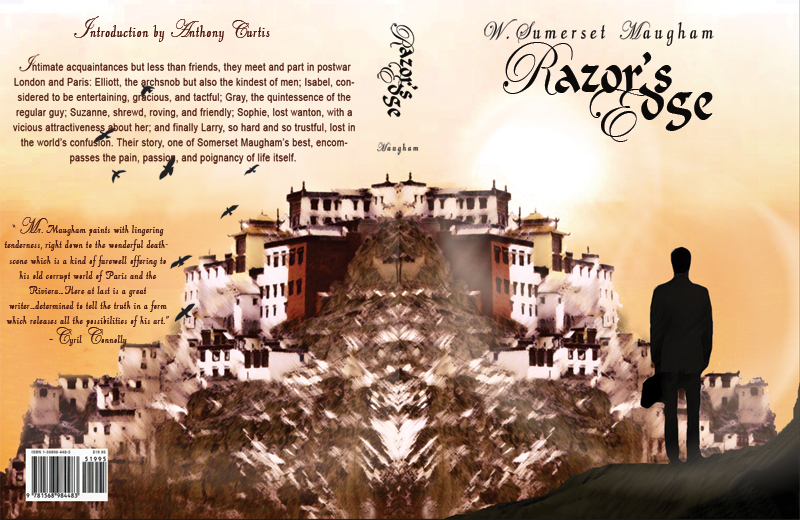 Introduction by Anthony Curtis
Intimate acquaintances but less than friends, they meet and part in postwar
London and Paris: Elliott, the archsnob but also the kindest of men; Isabel, con-
sidered to be entertaining, gracious, and tactful; Gray, the quintessence of the
regular guy; Suzanne, shrewd, roving, and friendly; Sophie, lost wanton, with a
vicious attractiveness about her; and finally Larry, so hard and so trustful, lost in
the world's confusion. Their story, one of Somerset Maugham's best, encom-
passes the pain, passion, and poignancy of life itself.
" Mr. Maugham paints with lingering
tenderness, right down to the wonderful death-
scene which is a kind of farewell offering to
his old corrupt world of Paris and the
Riviera...Here at last is a great
writer...determined to tell the truth in a form
which releases all the possibilities of his art."
~ Cyril Connolly
$19.95
51995
9 781568 984483
Razor's
Edge
Maugham
W. Somerset Maugham
Razor's
Edge